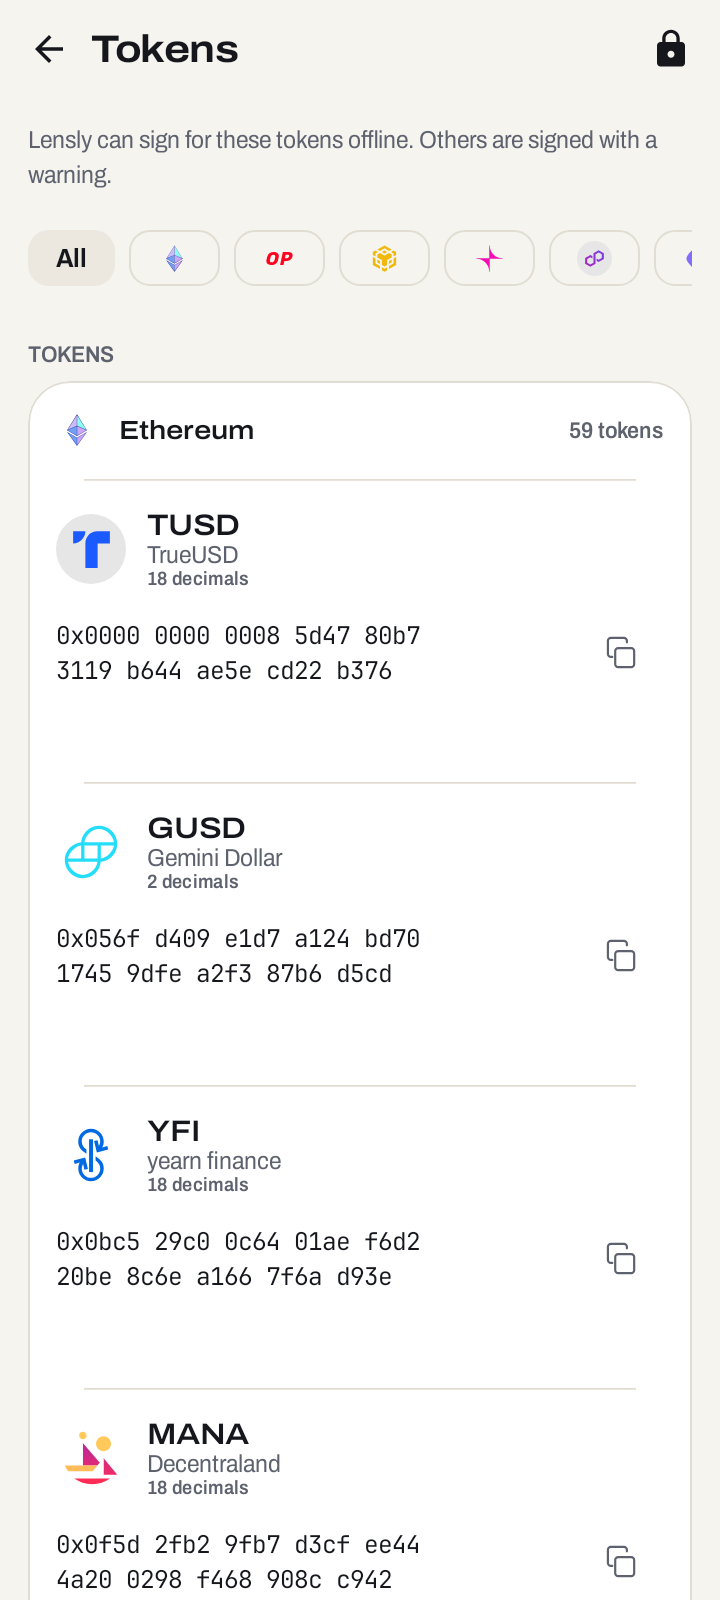 Tokens
Lensly can sign for these tokens offline. Others are signed with a
warning.
All
OP
TOKENS
Ethereum
59 tokens
TUSD
TrueUSD
18 decimals
0x0000 0000 0008 5d47 80b7
3119 b644 ae5e cd22 b376
GUSD
Gemini Dollar
2 decimals
0x056f d409 e1d7 a124 bd70
1745 9dfe a2f3 87b6 d5cd
YFI
yearn finance
18 decimals
0x0bc5 29c0 0c64 01ae f6d2
20be 8c6e a166 7f6a d93e
MANA
Decentraland
18 decimals
0x0f5d 2fb2 9fb7 d3cf ee44
4a20 0298 f468 908c c942